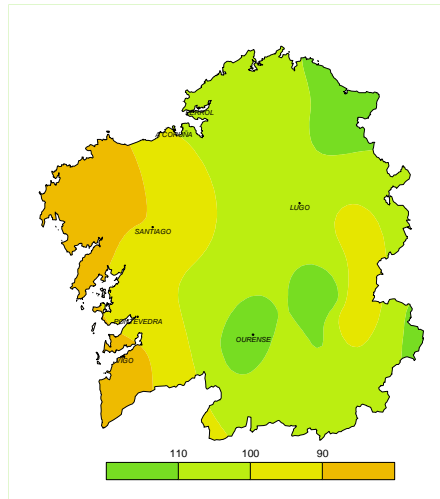 FERROL
A CORUÑA
LUGO
SANTIAGO
PONTEVEDRA
OURENSE
VIGO
110 100 90